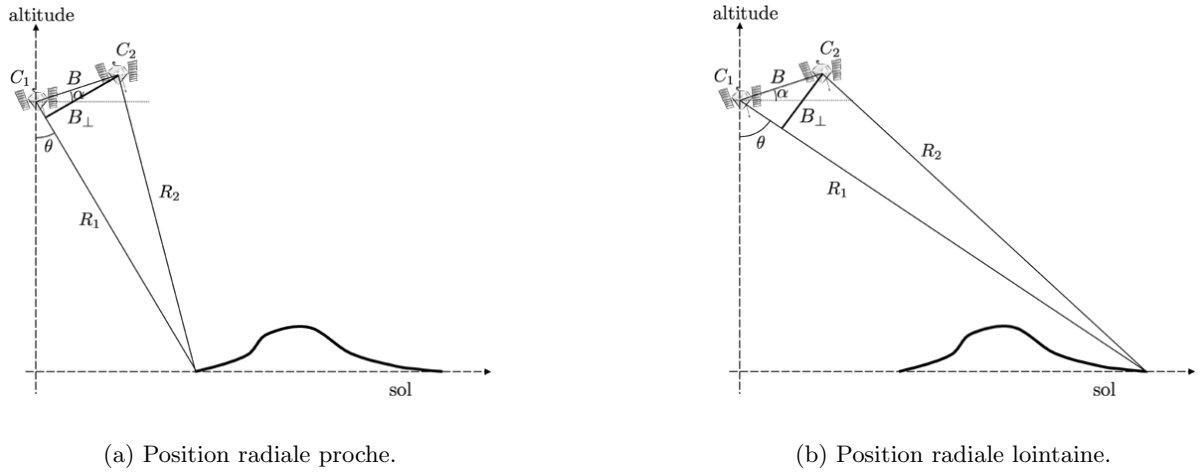 altitude
C₁
C₂
B
α
B⊥
θ
R₁
R₂
sol
(a) Position radiale proche.
altitude
C₁
C₂
B
α
B⊥
θ
R₁
R₂
sol
(b) Position radiale lointaine.